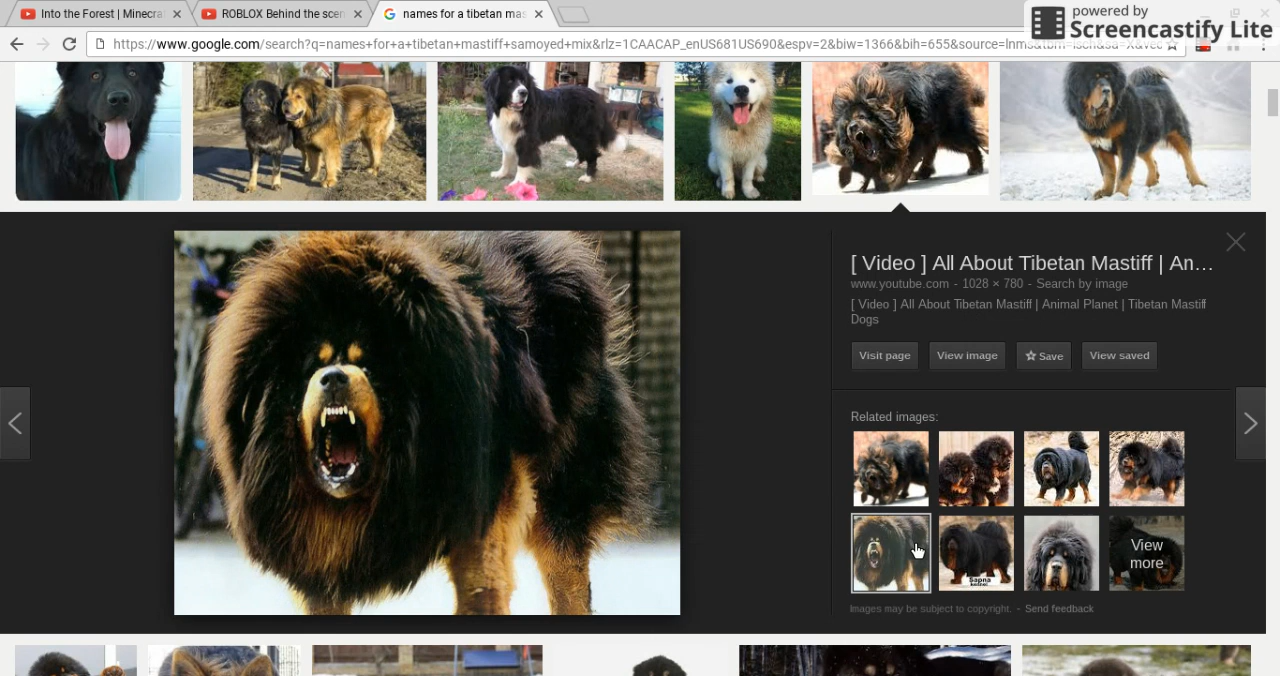 Into the Forest | Minecra
ROBLOX Behind the scen
names for a tibetan mas
powered by
Screencastify Lite
https://www.google.com/search?q=names+for+a+tibetan+mastiff+samoyed+mix&rlz=1CAACAP_enUS681US690&espv=2&biw=1366&bih=655&source=lnms&tbm=isch&sa=X&ved
[ Video ] All About Tibetan Mastiff | An...
www.youtube.com - 1028 × 780 - Search by image
[ Video ] All About Tibetan Mastiff | Animal Planet | Tibetan Mastiff
Dogs
Visit page
View image
Save
View saved
Related images:
Sapna
kennel
View
more
Images may be subject to copyright. - Send feedback